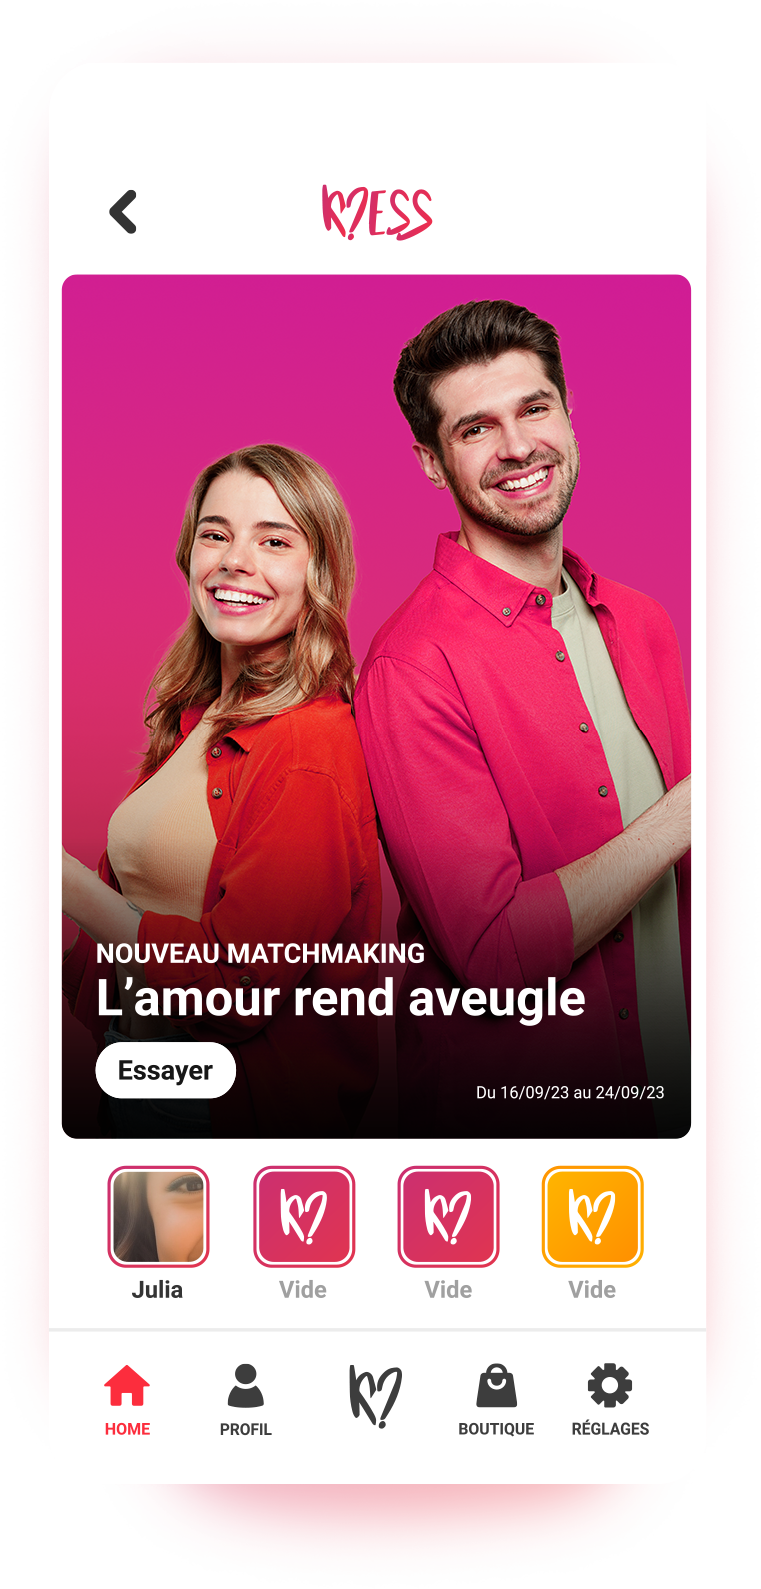 K?ESS
NOUVEAU MATCHMAKING
L’amour rend aveugle
Essayer
Du 16/09/23 au 24/09/23
Julia
Vide
Vide
Vide
HOME
PROFIL
BOUTIQUE
RÉGLAGES